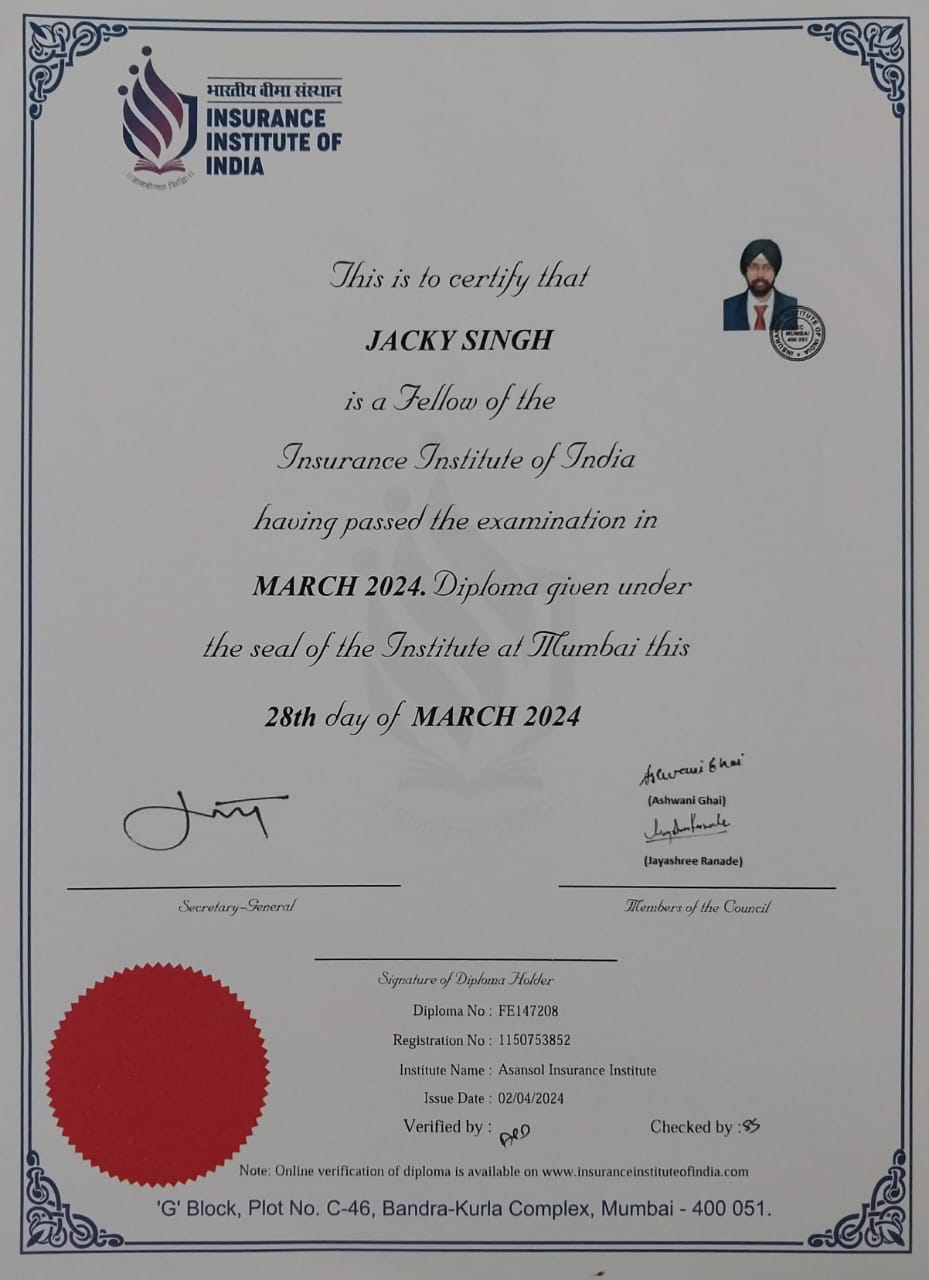 भारतीय बीमा संस्थान
INSURANCE
INSTITUTE OF
INDIA
This is to certify that
JACKY SINGH
is a Fellow of the
Insurance Institute of India
having passed the examination in
MARCH 2024. Diploma given under
the seal of the Institute at Mumbai this
28th day of MARCH 2024
Ashwani Ghai
(Ashwani Ghai)
(Jayashree Ranade)
Secretary-General
Members of the Council
Signature of Diploma Holder
Diploma No : FE147208
Registration No : 1150753852
Institute Name : Asansol Insurance Institute
Issue Date : 02/04/2024
Verified by :
Checked by :SS
Note: Online verification of diploma is available on www.insuranceinstituteofindia.com
'G' Block, Plot No. C-46, Bandra-Kurla Complex, Mumbai - 400 051.